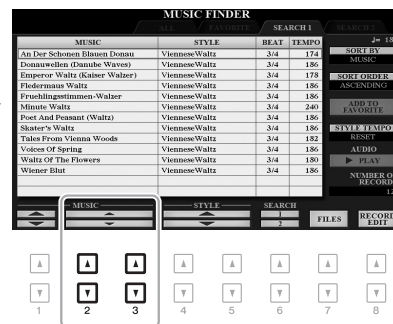 MUSIC FINDER
ALL FAVORITE SEARCH 1 SEARCH 2
MUSIC STYLE BEAT TEMPO
An Der Schonen Blauen Donau VienneseWaltz 3/4 174
Donauwellen (Danube Waves) VienneseWaltz 3/4 186
Emperor Waltz (Kaiser Walzer) VienneseWaltz 3/4 178
Fledermaus Waltz VienneseWaltz 3/4 186
Fruehlingsstimmen-Walzer VienneseWaltz 3/4 186
Minute Waltz VienneseWaltz 3/4 240
Poet And Peasant (Waltz) VienneseWaltz 3/4 186
Skater's Waltz VienneseWaltz 3/4 186
Tales From Vienna Woods VienneseWaltz 3/4 182
Voices Of Spring VienneseWaltz 3/4 186
Waltz Of The Flowers VienneseWaltz 3/4 180
Wiener Blut VienneseWaltz 3/4 186
SORT BY
MUSIC
SORT ORDER
ASCENDING
ADD TO
FAVORITE
STYLE TEMPO
RESET
AUDIO
PLAY
NUMBER O
RECORD
12
MUSIC STYLE SEARCH
1
2
FILES
RECORD
EDIT
1 2 3 4 5 6 7 8